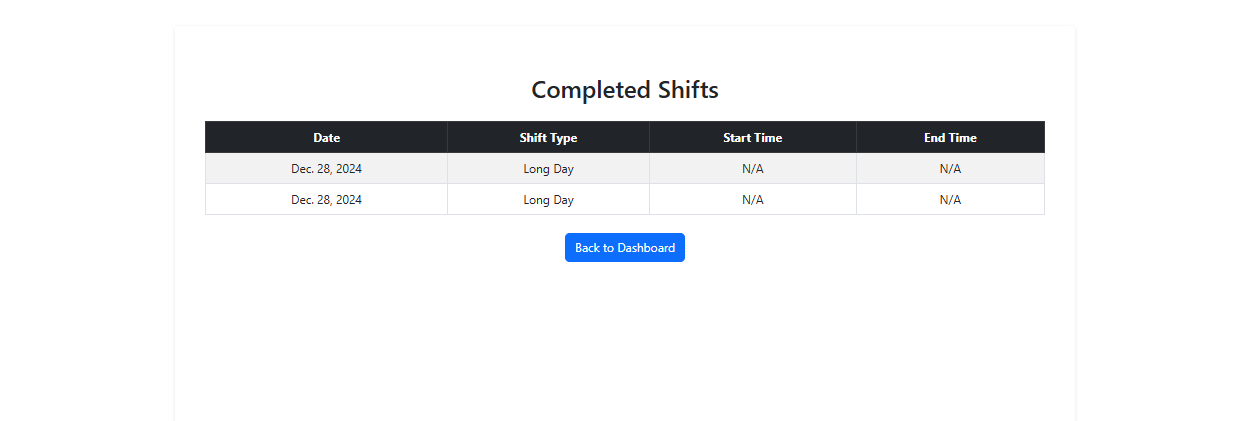 Completed Shifts
Date Shift Type Start Time End Time
Dec. 28, 2024 Long Day N/A N/A
Dec. 28, 2024 Long Day N/A N/A
Back to Dashboard